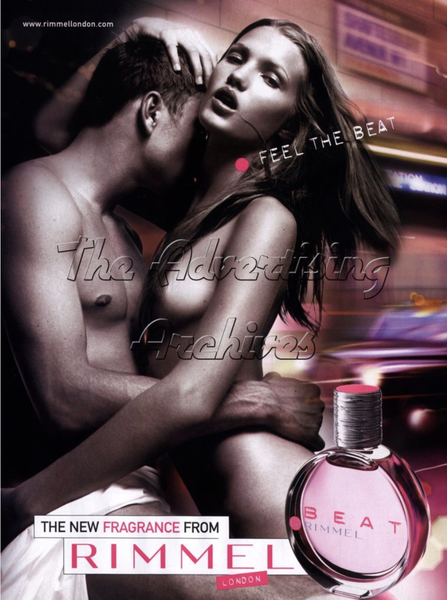 www.rimmellondon.com
FEEL THE BEAT
The Advertising
Archives
BEAT
RIMMEL
THE NEW FRAGRANCE FROM
RIMMEL
LONDON